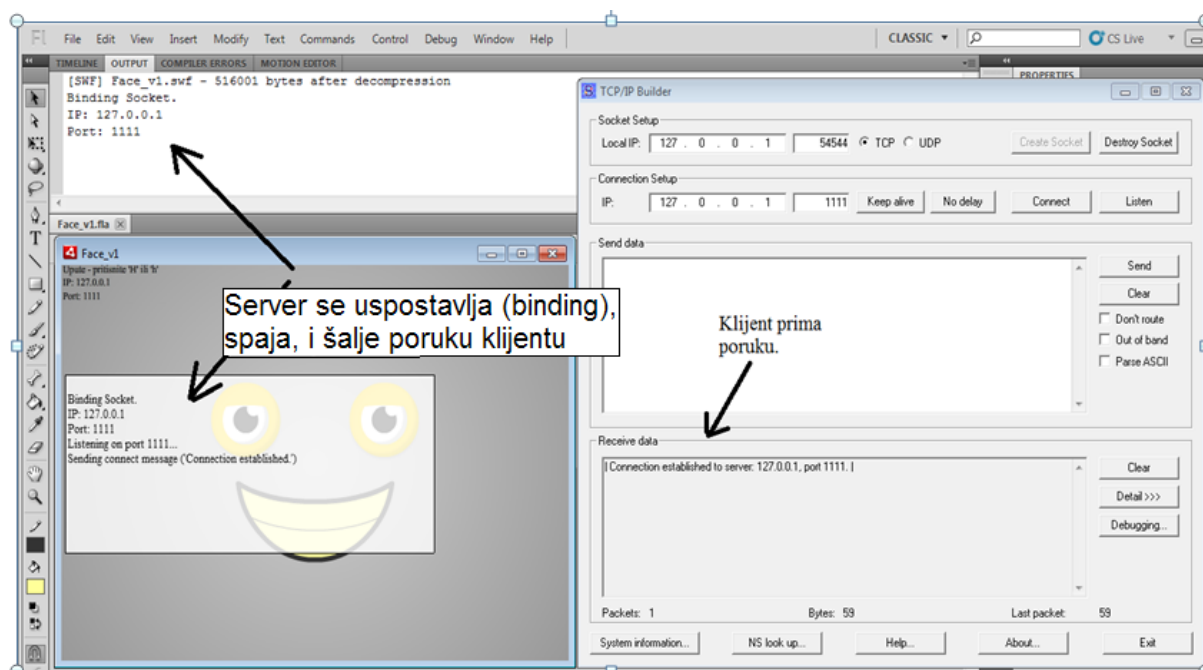 Fl File Edit View Insert Modify Text Commands Control Debug Window Help CLASSIC CS Live
TIMELINE OUTPUT COMPILER ERRORS MOTION EDITOR
PROPERTIES
[SWF] Face_v1.swf - 516001 bytes after decompression
Binding Socket.
IP: 127.0.0.1
Port: 1111
Face_v1.fla
Face_v1
Upute - pritisnite 'H' ili 'h'
IP: 127.0.0.1
Port: 1111
Server se uspostavlja (binding),
spaja, i šalje poruku klijentu
Binding Socket.
IP: 127.0.0.1
Port: 1111
Listening on port 1111...
Sending connect message ('Connection established.')
TCP/IP Builder
Socket Setup
Local IP: 127 . 0 . 0 . 1 54544 TCP UDP Create Socket Destroy Socket
Connection Setup
IP: 127 . 0 . 0 . 1 1111 Keep alive No delay Connect Listen
Send data
Send
Clear
Don't route
Out of band
Parse ASCII
Klijent prima
poruku.
Receive data
| Connection established to server: 127.0.0.1, port 1111. |
Clear
Detail >>>
Debugging...
Packets: 1 Bytes: 59 Last packet: 59
System information... NS look up... Help... About... Exit